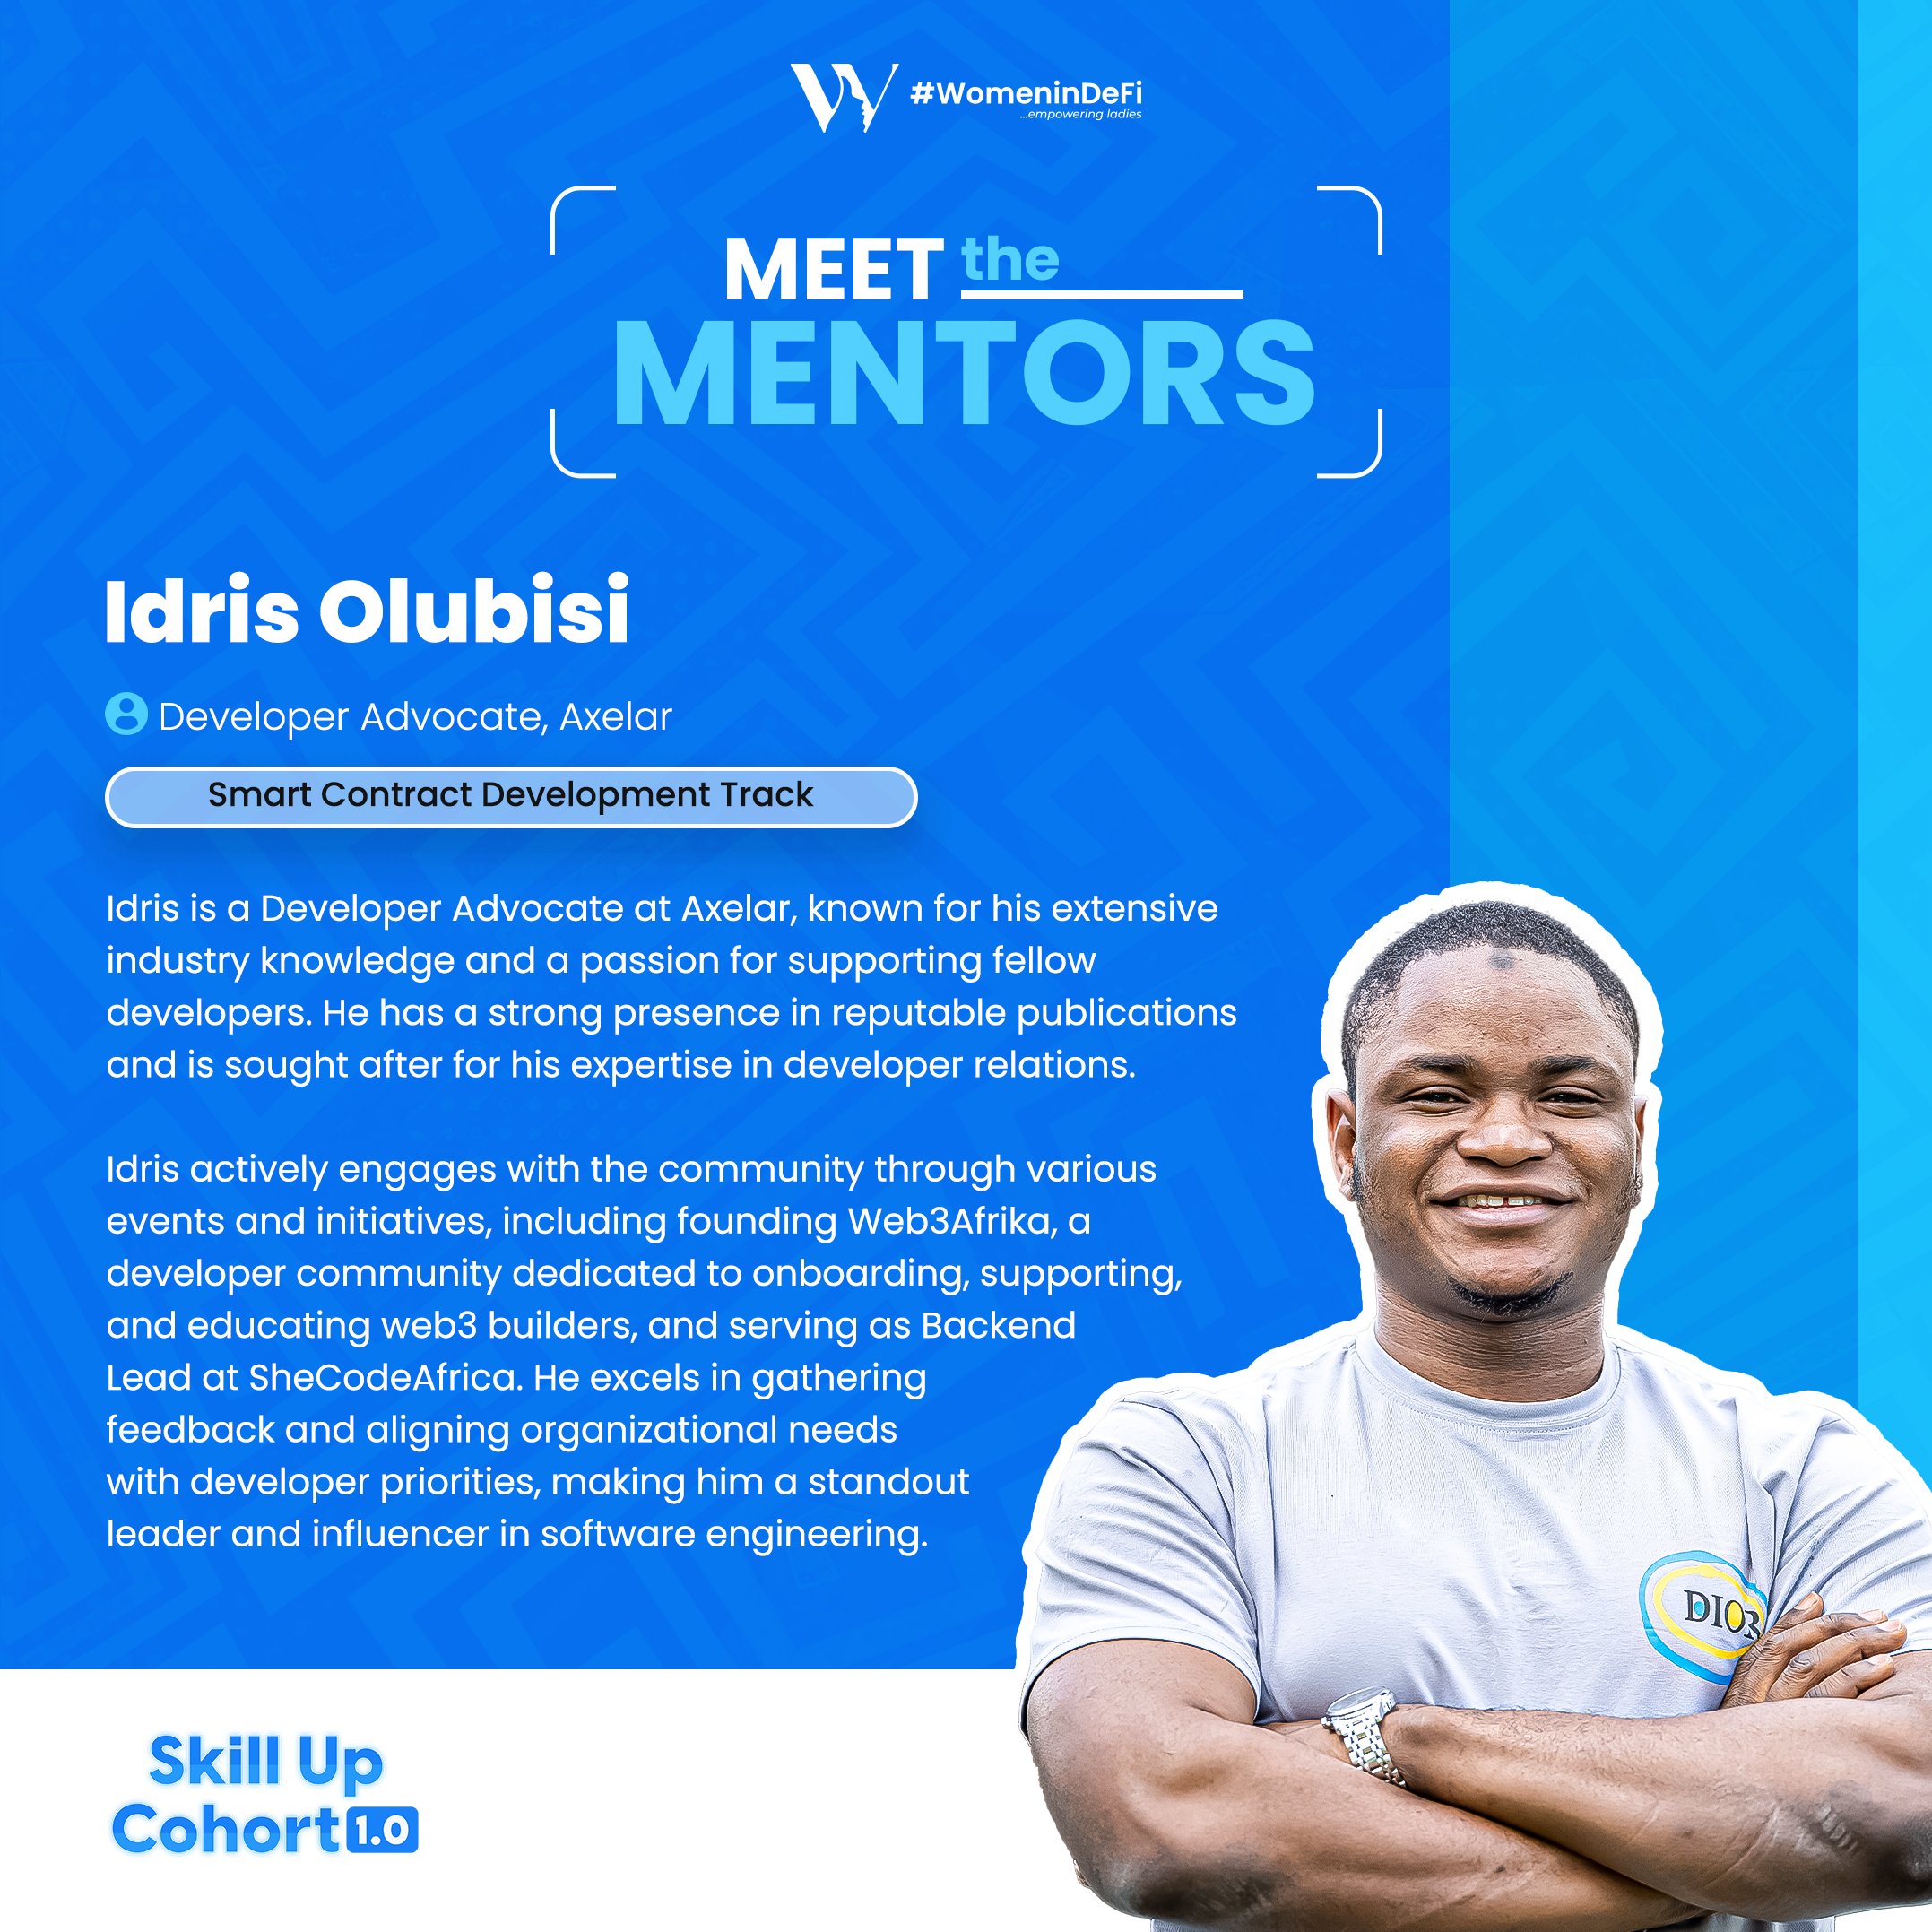 #WomeninDeFi
...empowering ladies
MEET the
MENTORS
Idris Olubisi
Developer Advocate, Axelar
Smart Contract Development Track
Idris is a Developer Advocate at Axelar, known for his extensive
industry knowledge and a passion for supporting fellow
developers. He has a strong presence in reputable publications
and is sought after for his expertise in developer relations.
Idris actively engages with the community through various
events and initiatives, including founding Web3Afrika, a
developer community dedicated to onboarding, supporting,
and educating web3 builders, and serving as Backend
Lead at SheCodeAfrica. He excels in gathering
feedback and aligning organizational needs
with developer priorities, making him a standout
leader and influencer in software engineering.
DIOR
Skill Up
Cohort 1.0